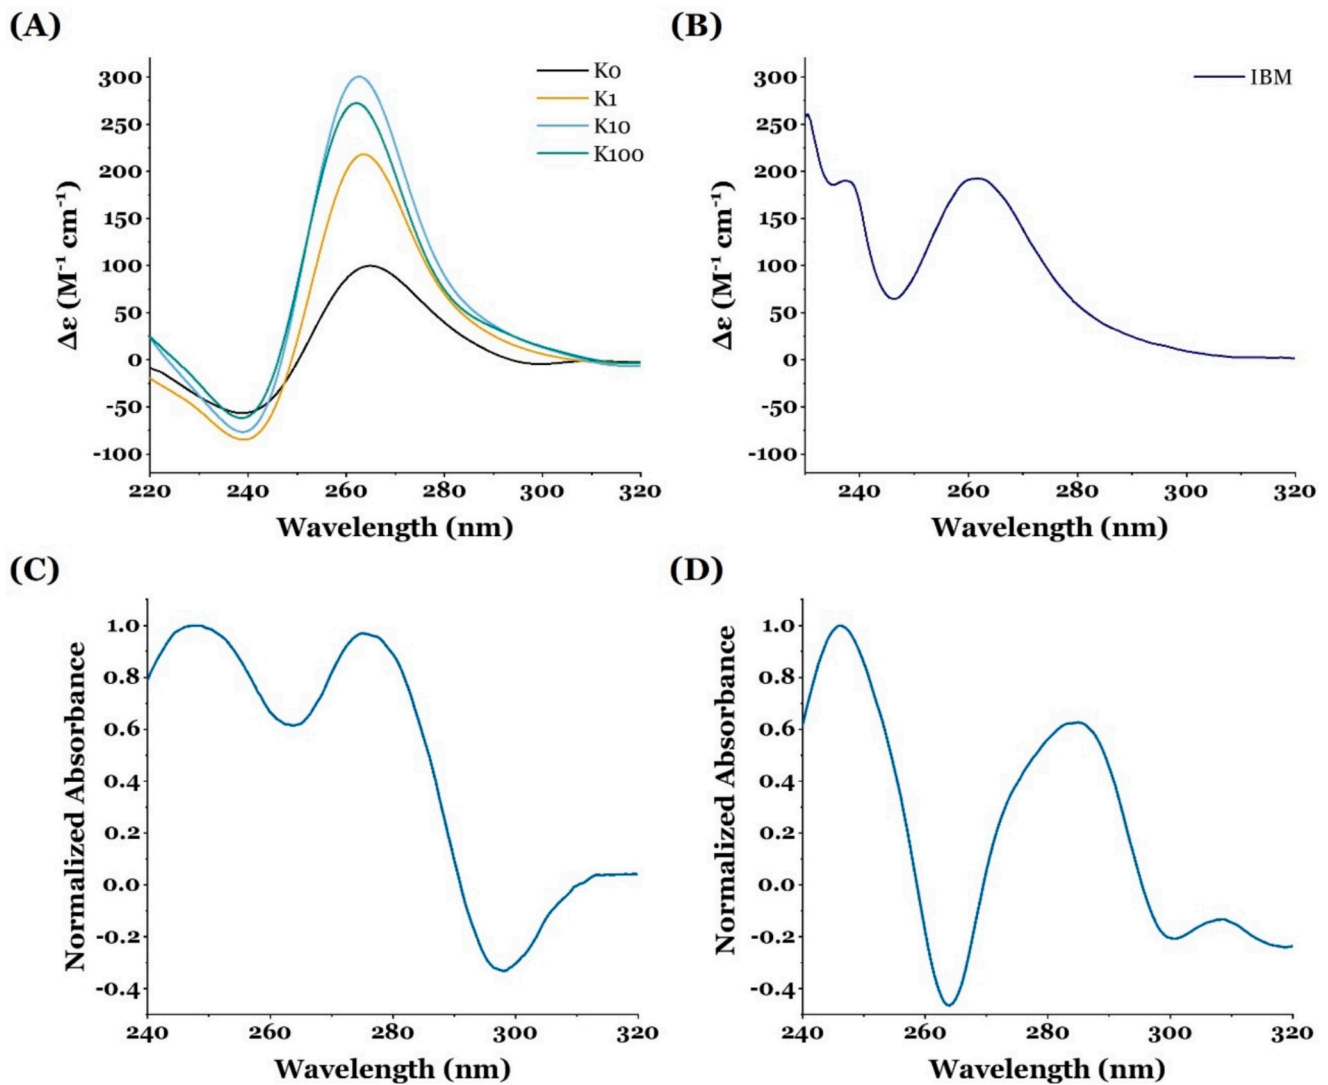 (A)
300
250
200
150
100
50
0
-50
-100
Δε (M⁻¹ cm⁻¹)
K0
K1
K10
K100
220 240 260 280 300 320
Wavelength (nm)
(B)
300
250
200
150
100
50
0
-50
-100
Δε (M⁻¹ cm⁻¹)
IBM
240 260 280 300 320
Wavelength (nm)
(C)
1.0
0.8
0.6
0.4
0.2
0.0
-0.2
-0.4
Normalized Absorbance
240 260 280 300 320
Wavelength (nm)
(D)
1.0
0.8
0.6
0.4
0.2
0.0
-0.2
-0.4
Normalized Absorbance
240 260 280 300 320
Wavelength (nm)